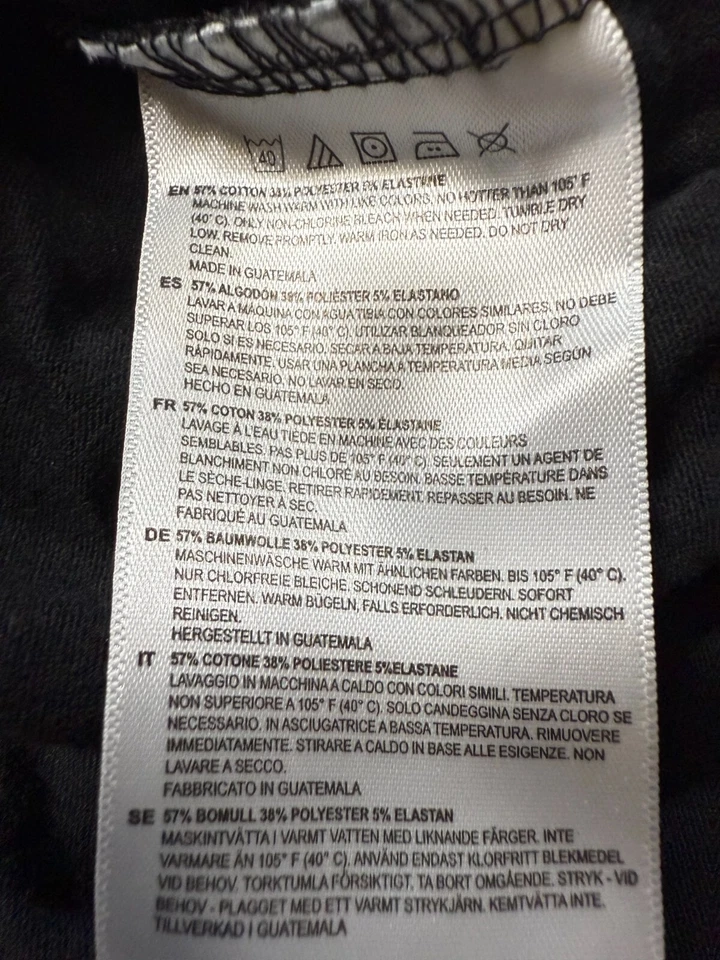 40
EN 57% COTTON 38% POLYESTER 5% ELASTANE
MACHINE WASH WARM WITH LIKE COLORS, NO HOTTER THAN 105° F
(40° C). ONLY NON-CHLORINE BLEACH WHEN NEEDED. TUMBLE DRY
LOW. REMOVE PROMPTLY. WARM IRON AS NEEDED. DO NOT DRY
CLEAN.
MADE IN GUATEMALA
ES 57% ALGODÓN 38% POLIÉSTER 5% ELASTANO
LAVAR A MÁQUINA CON AGUA TIBIA CON COLORES SIMILARES, NO DEBE
SUPERAR LOS 105° F (40° C). UTILIZAR BLANQUEADOR SIN CLORO
SOLO SI ES NECESARIO. SECAR A BAJA TEMPERATURA. QUITAR
RÁPIDAMENTE. USAR UNA PLANCHA A TEMPERATURA MEDIA SEGÚN
SEA NECESARIO. NO LAVAR EN SECO.
HECHO EN GUATEMALA
FR 57% COTON 38% POLYESTER 5% ÉLASTANE
LAVAGE À L'EAU TIÈDE EN MACHINE AVEC DES COULEURS
SEMBLABLES. PAS PLUS DE 105° F (40° C). SEULEMENT UN AGENT DE
BLANCHIMENT NON CHLORÉ AU BESOIN. BASSE TEMPÉRATURE DANS
LE SÈCHE-LINGE. RETIRER RAPIDEMENT. REPASSER AU BESOIN. NE
PAS NETTOYER À SEC.
FABRIQUÉ AU GUATEMALA
DE 57% BAUMWOLLE 38% POLYESTER 5% ELASTAN
MASCHINENWÄSCHE WARM MIT ÄHNLICHEN FARBEN. BIS 105° F (40° C).
NUR CHLORFREIE BLEICHE. SCHONEND SCHLEUDERN. SOFORT
ENTFERNEN. WARM BÜGELN, FALLS ERFORDERLICH. NICHT CHEMISCH
REINIGEN.
HERGESTELLT IN GUATEMALA
IT 57% COTONE 38% POLIESTERE 5%ELASTANE
LAVAGGIO IN MACCHINA A CALDO CON COLORI SIMILI. TEMPERATURA
NON SUPERIORE A 105° F (40° C). SOLO CANDEGGINA SENZA CLORO SE
NECESSARIO. IN ASCIUGATRICE A BASSA TEMPERATURA. RIMUOVERE
IMMEDIATAMENTE. STIRARE A CALDO IN BASE ALLE ESIGENZE. NON
LAVARE A SECCO.
FABBRICATO IN GUATEMALA
SE 57% BOMULL 38% POLYESTER 5% ELASTAN
MASKINTVÄTTA I VARMT VATTEN MED LIKNANDE FÄRGER. INTE
VARMARE ÄN 105° F (40° C). ANVÄND ENDAST KLORFRITT BLEKMEDEL
VID BEHOV. TORKTUMLA FÖRSIKTIGT. TA BORT OMGÅENDE. STRYK - VID
BEHOV - PLAGGET MED ETT VARMT STRYKJÄRN. KEMTVÄTTA INTE.
TILLVERKAD I GUATEMALA